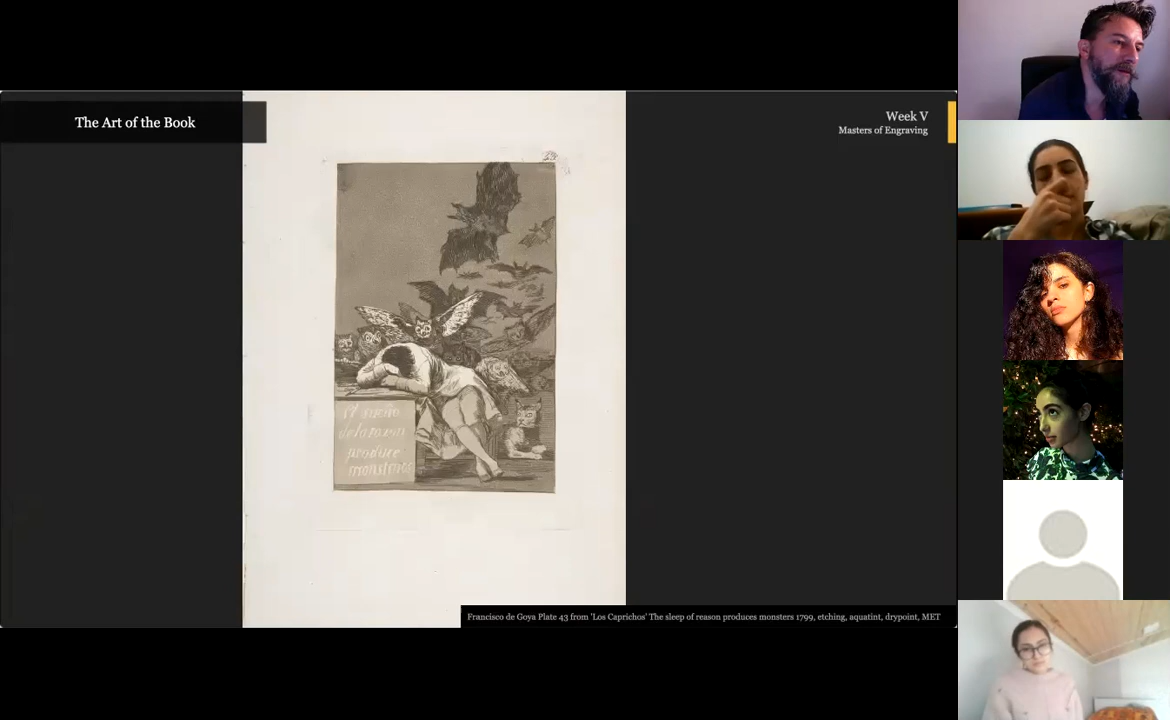 The Art of the Book
Week V
Masters of Engraving
43
El sueño
de la razon
produce
monstruos
Francisco de Goya Plate 43 from 'Los Caprichos' The sleep of reason produces monsters 1799, etching, aquatint, drypoint, MET